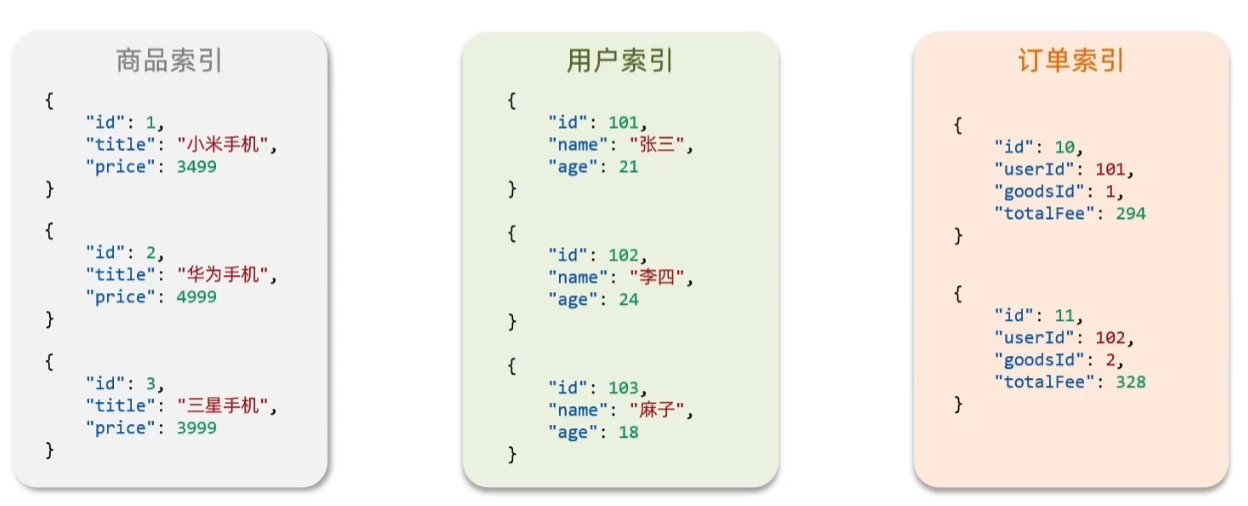 商品索引
{
"id": 1,
"title": "小米手机",
"price": 3499
}
{
"id": 2,
"title": "华为手机",
"price": 4999
}
{
"id": 3,
"title": "三星手机",
"price": 3999
}
用户索引
{
"id": 101,
"name": "张三",
"age": 21
}
{
"id": 102,
"name": "李四",
"age": 24
}
{
"id": 103,
"name": "麻子",
"age": 18
}
订单索引
{
"id": 10,
"userId": 101,
"goodsId": 1,
"totalFee": 294
}
{
"id": 11,
"userId": 102,
"goodsId": 2,
"totalFee": 328
}